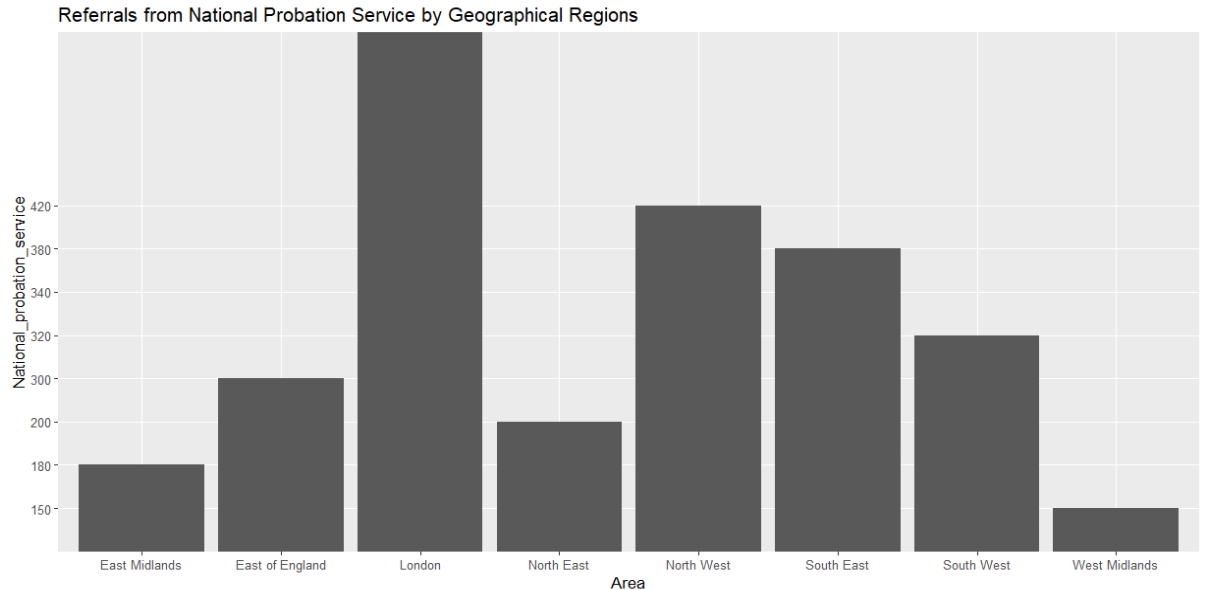 Referrals from National Probation Service by Geographical Regions
National_probation_service
420
380
340
320
300
200
180
150
East Midlands
East of England
London
North East
North West
South East
South West
West Midlands
Area